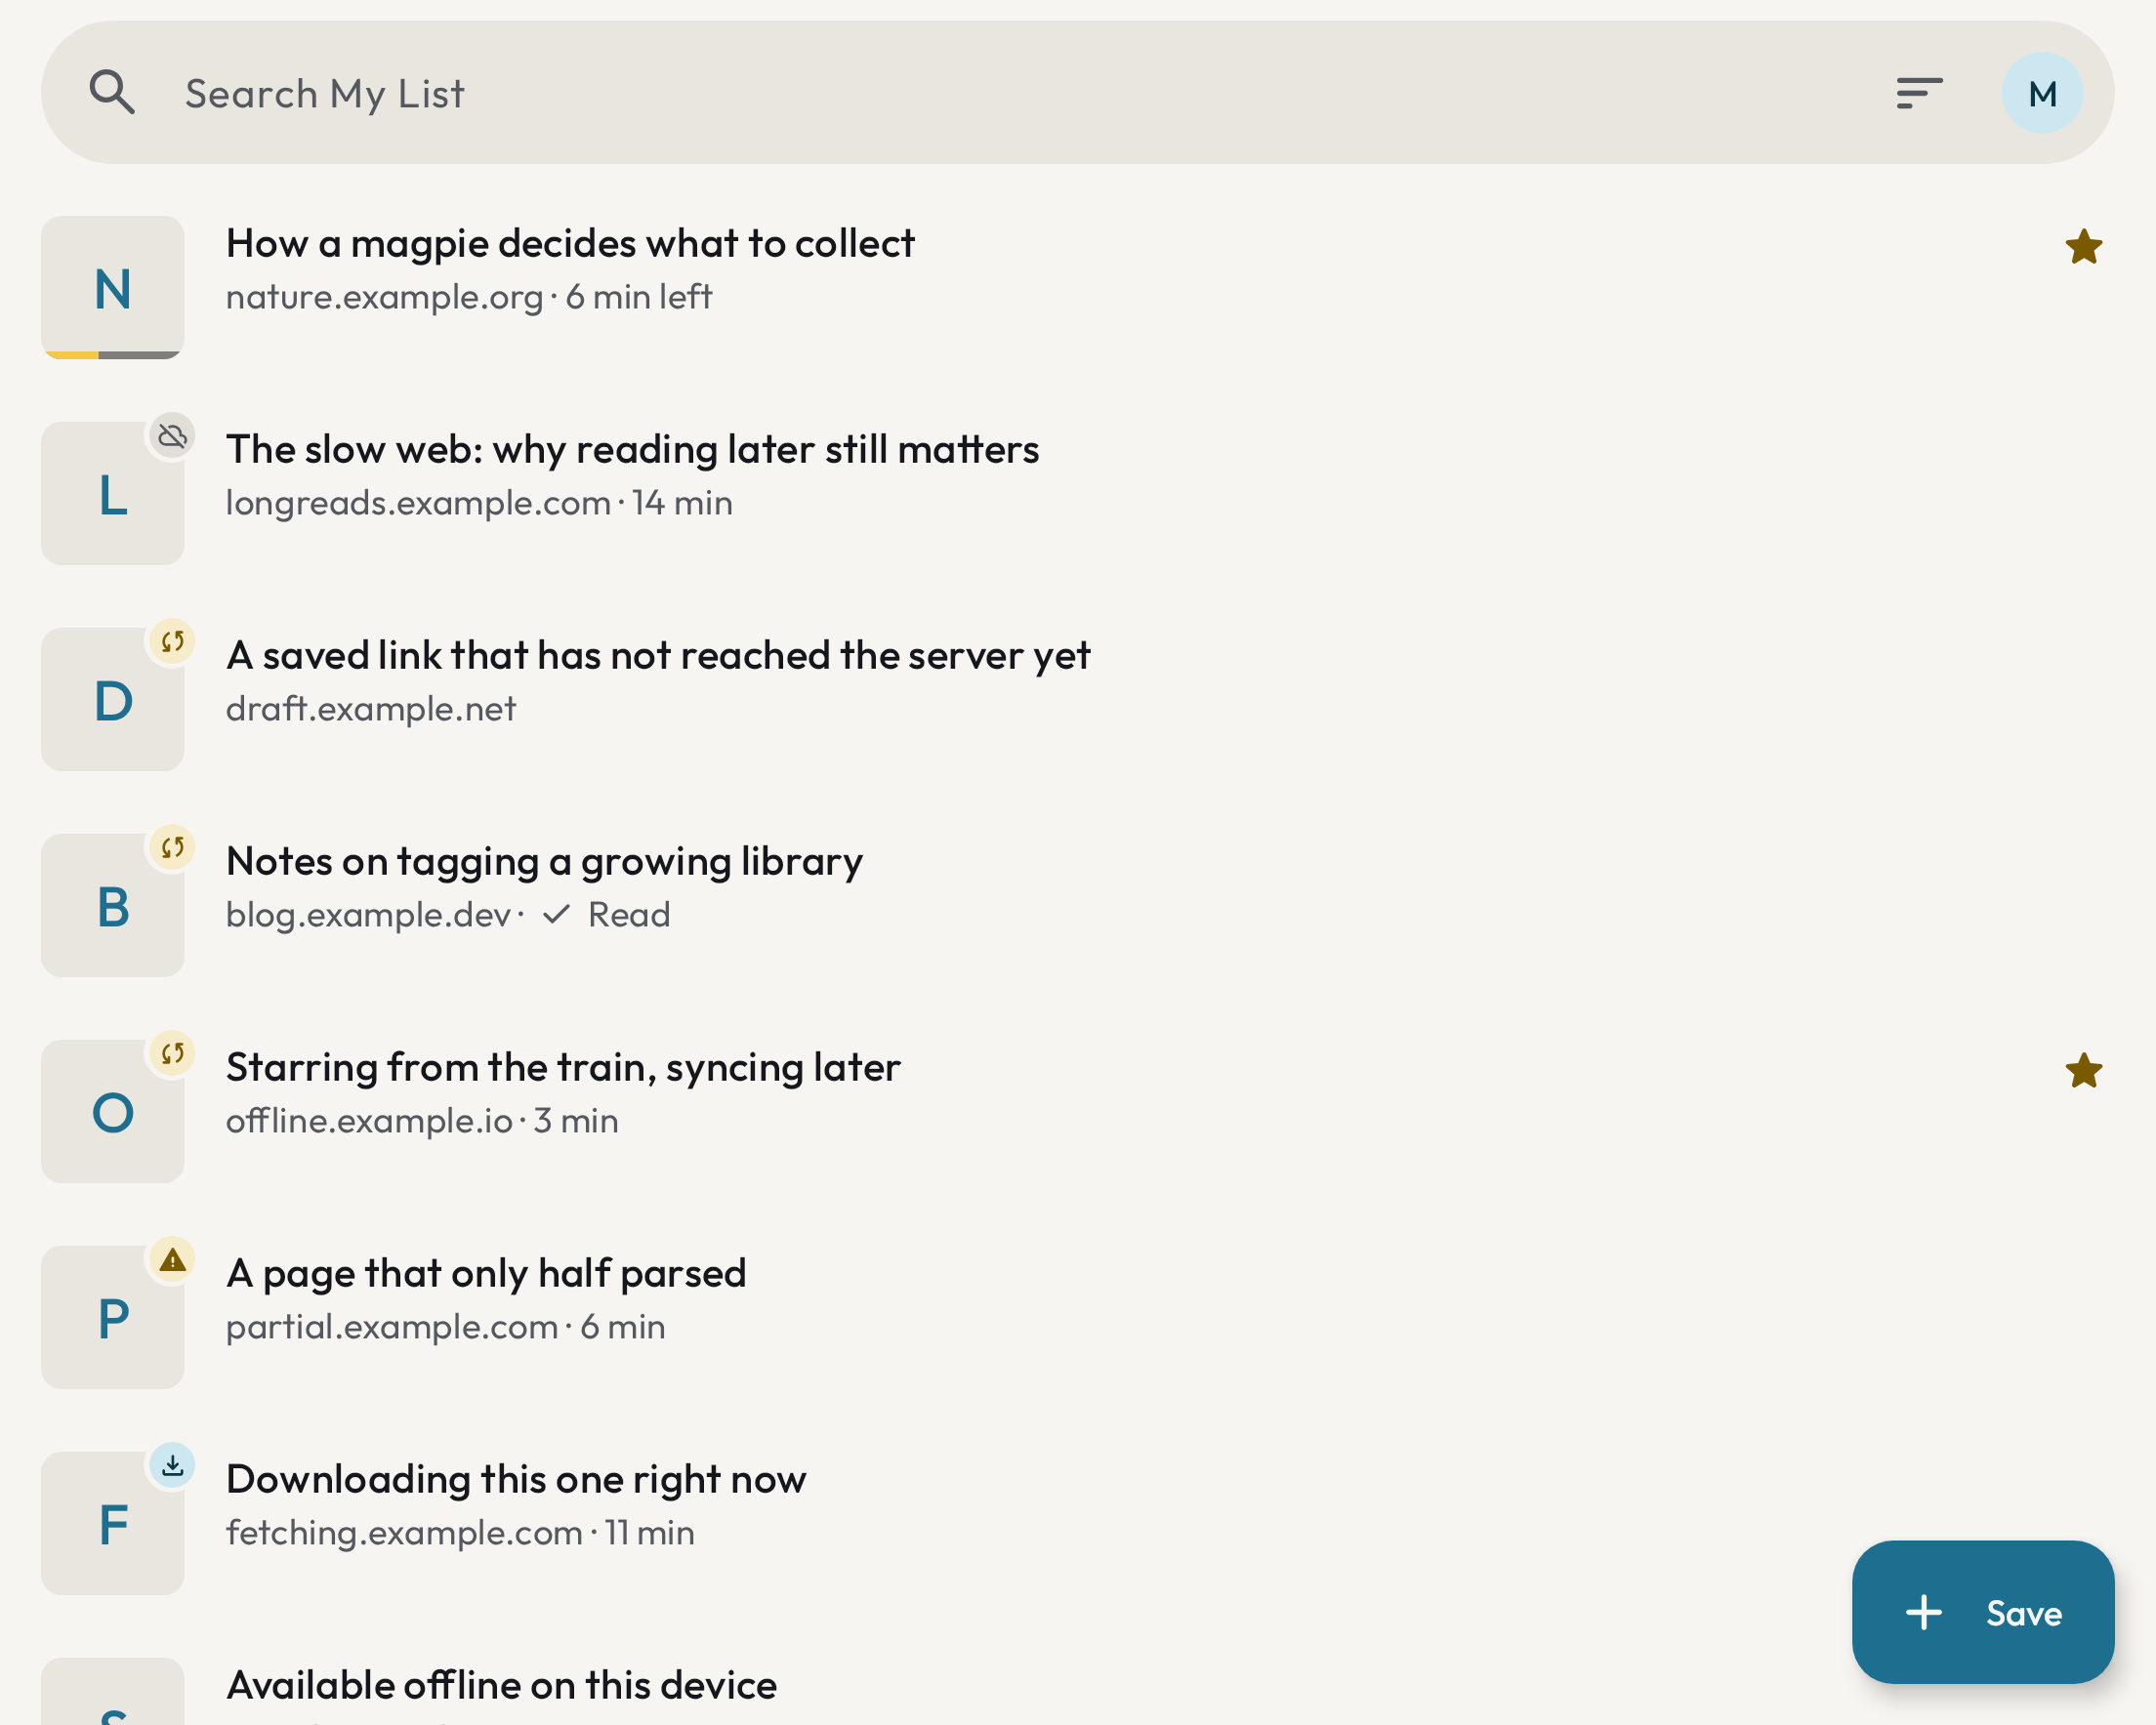 Search My List
M
N
How a magpie decides what to collect
nature.example.org · 6 min left
L
The slow web: why reading later still matters
longreads.example.com · 14 min
D
A saved link that has not reached the server yet
draft.example.net
B
Notes on tagging a growing library
blog.example.dev · Read
O
Starring from the train, syncing later
offline.example.io · 3 min
P
A page that only half parsed
partial.example.com · 6 min
F
Downloading this one right now
fetching.example.com · 11 min
Save
S
Available offline on this device